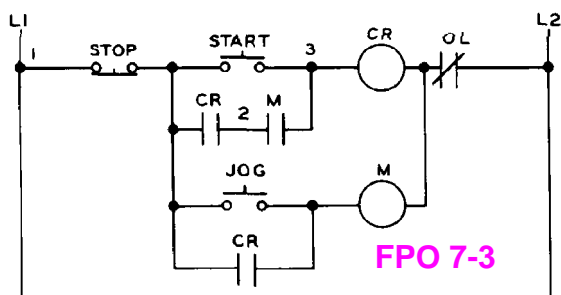 L1 L2
1 STOP START 3 CR OL
CR 2 M
JOG M
CR
FPO 7-3